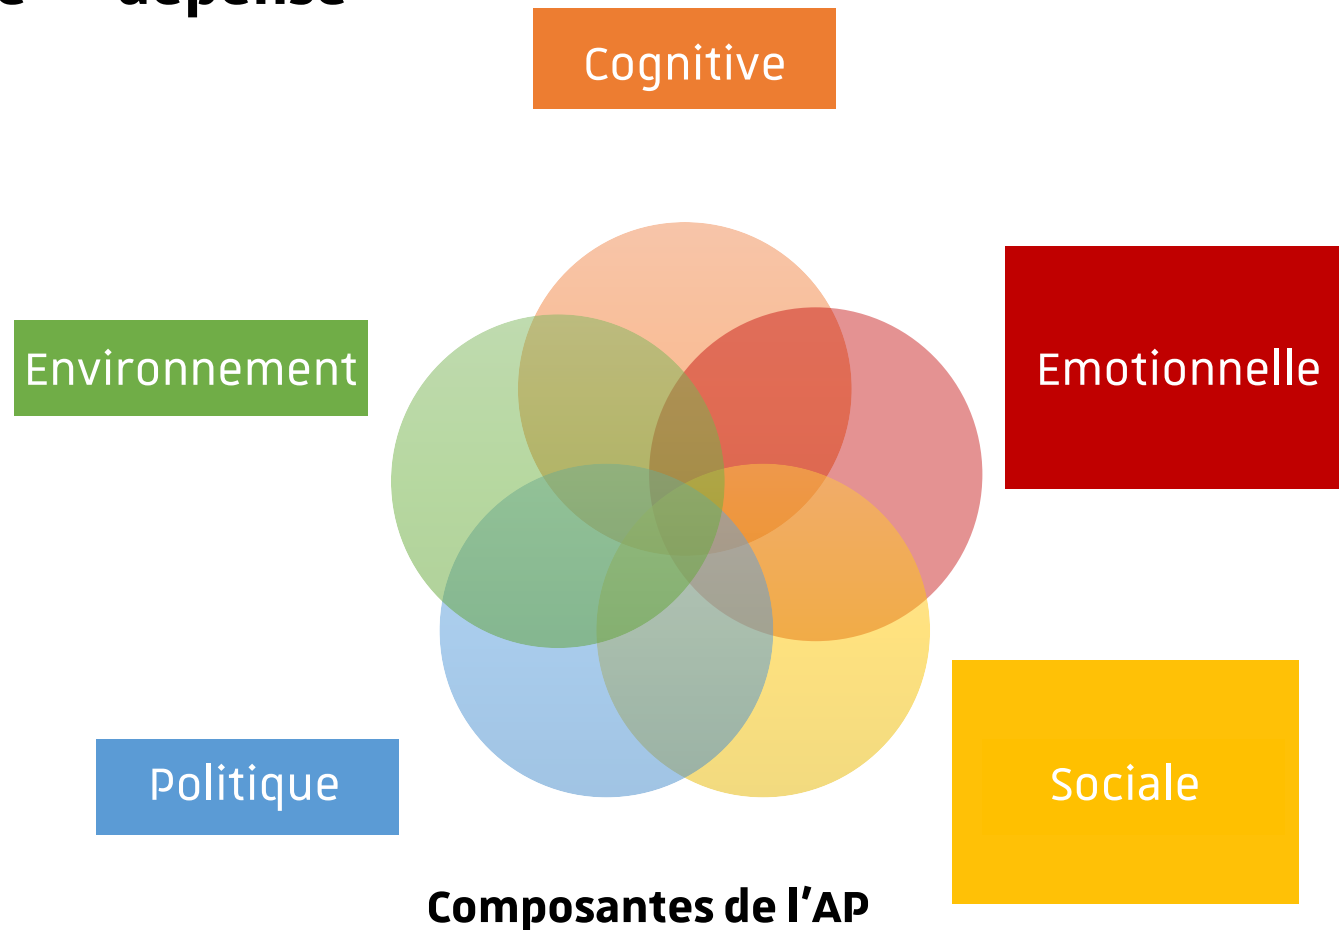 Cognitive
Environnement
Emotionnelle
Politique
Sociale
Composantes de l'AP